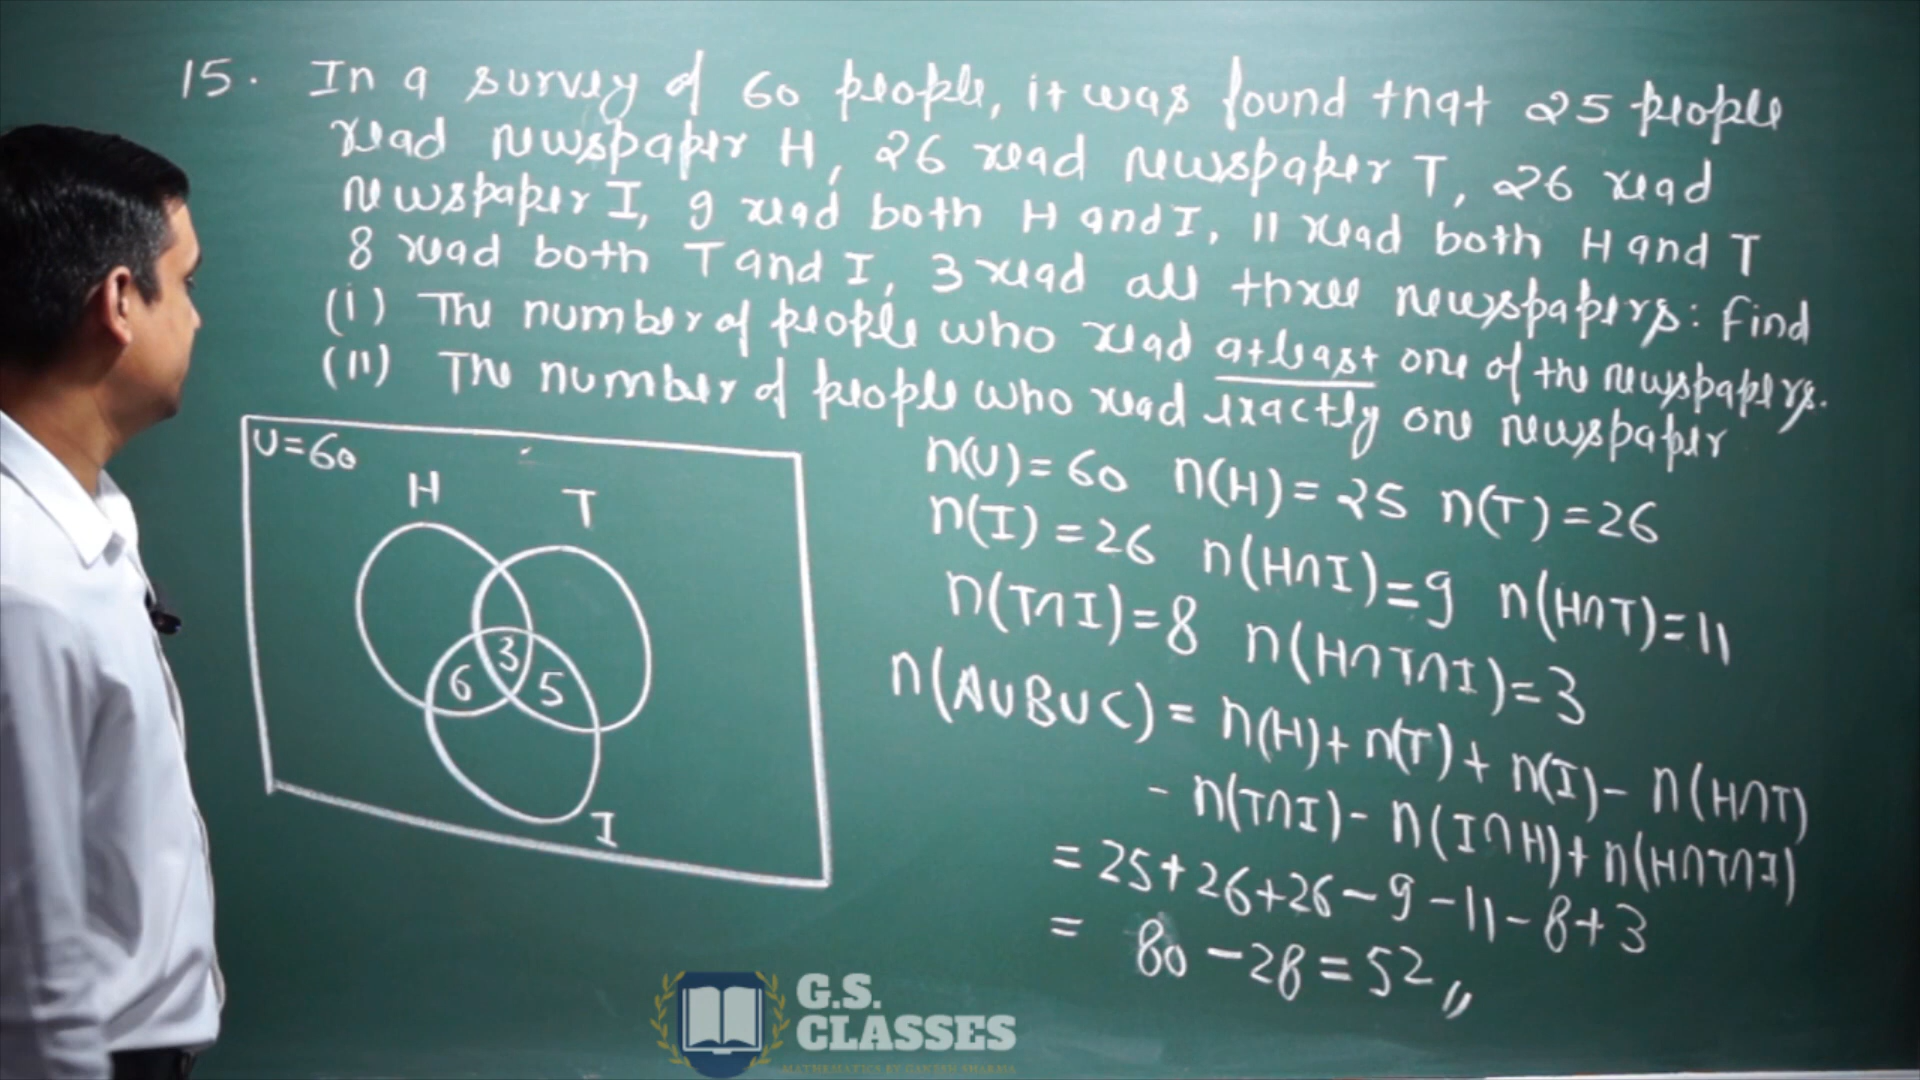 15. In a survey of 60 people, it was found that 25 people
read newspaper H, 26 read newspaper T, 26 read
newspaper I, 9 read both H and I, 11 read both H and T
8 read both T and I, 3 read all three newspapers: Find
(i) The number of people who read atleast one of the newspapers.
(ii) The number of people who read exactly one newspaper
U=60
H
T
3
6
5
I
n(U)=60 n(H)=25 n(T)=26
n(I)=26 n(H∩I)=9 n(H∩T)=11
n(T∩I)=8 n(H∩T∩I)=3
n(A∪B∪C)= n(H)+n(T)+n(I)-n(H∩T)
-n(T∩I)-n(I∩H)+n(H∩T∩I)
=25+26+26-9-11-8+3
= 80-28=52,,
G.S.
CLASSES
MATHEMATICS BY GANESH SHARMA